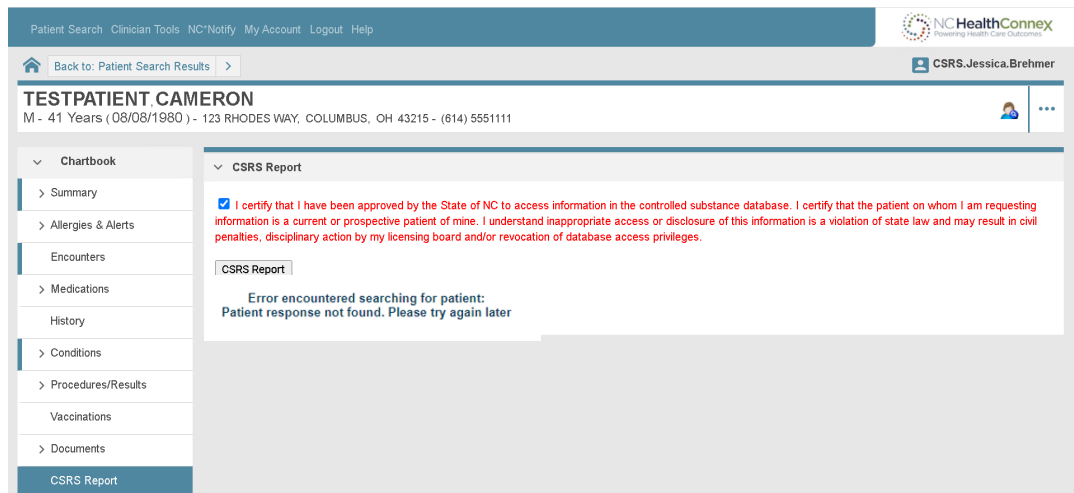 Patient Search Clinician Tools NC*Notify My Account Logout Help
NC HealthConnex
Powering Health Care Outcomes
Back to: Patient Search Results
CSRS.Jessica.Brehmer
TESTPATIENT, CAMERON
M - 41 Years ( 08/08/1980 ) - 123 RHODES WAY, COLUMBUS, OH 43215 - (614) 5551111
Chartbook
Summary
Allergies & Alerts
Encounters
Medications
History
Conditions
Procedures/Results
Vaccinations
Documents
CSRS Report
CSRS Report
I certify that I have been approved by the State of NC to access information in the controlled substance database. I certify that the patient on whom I am requesting
information is a current or prospective patient of mine. I understand inappropriate access or disclosure of this information is a violation of state law and may result in civil
penalties, disciplinary action by my licensing board and/or revocation of database access privileges.
CSRS Report
Error encountered searching for patient:
Patient response not found. Please try again later